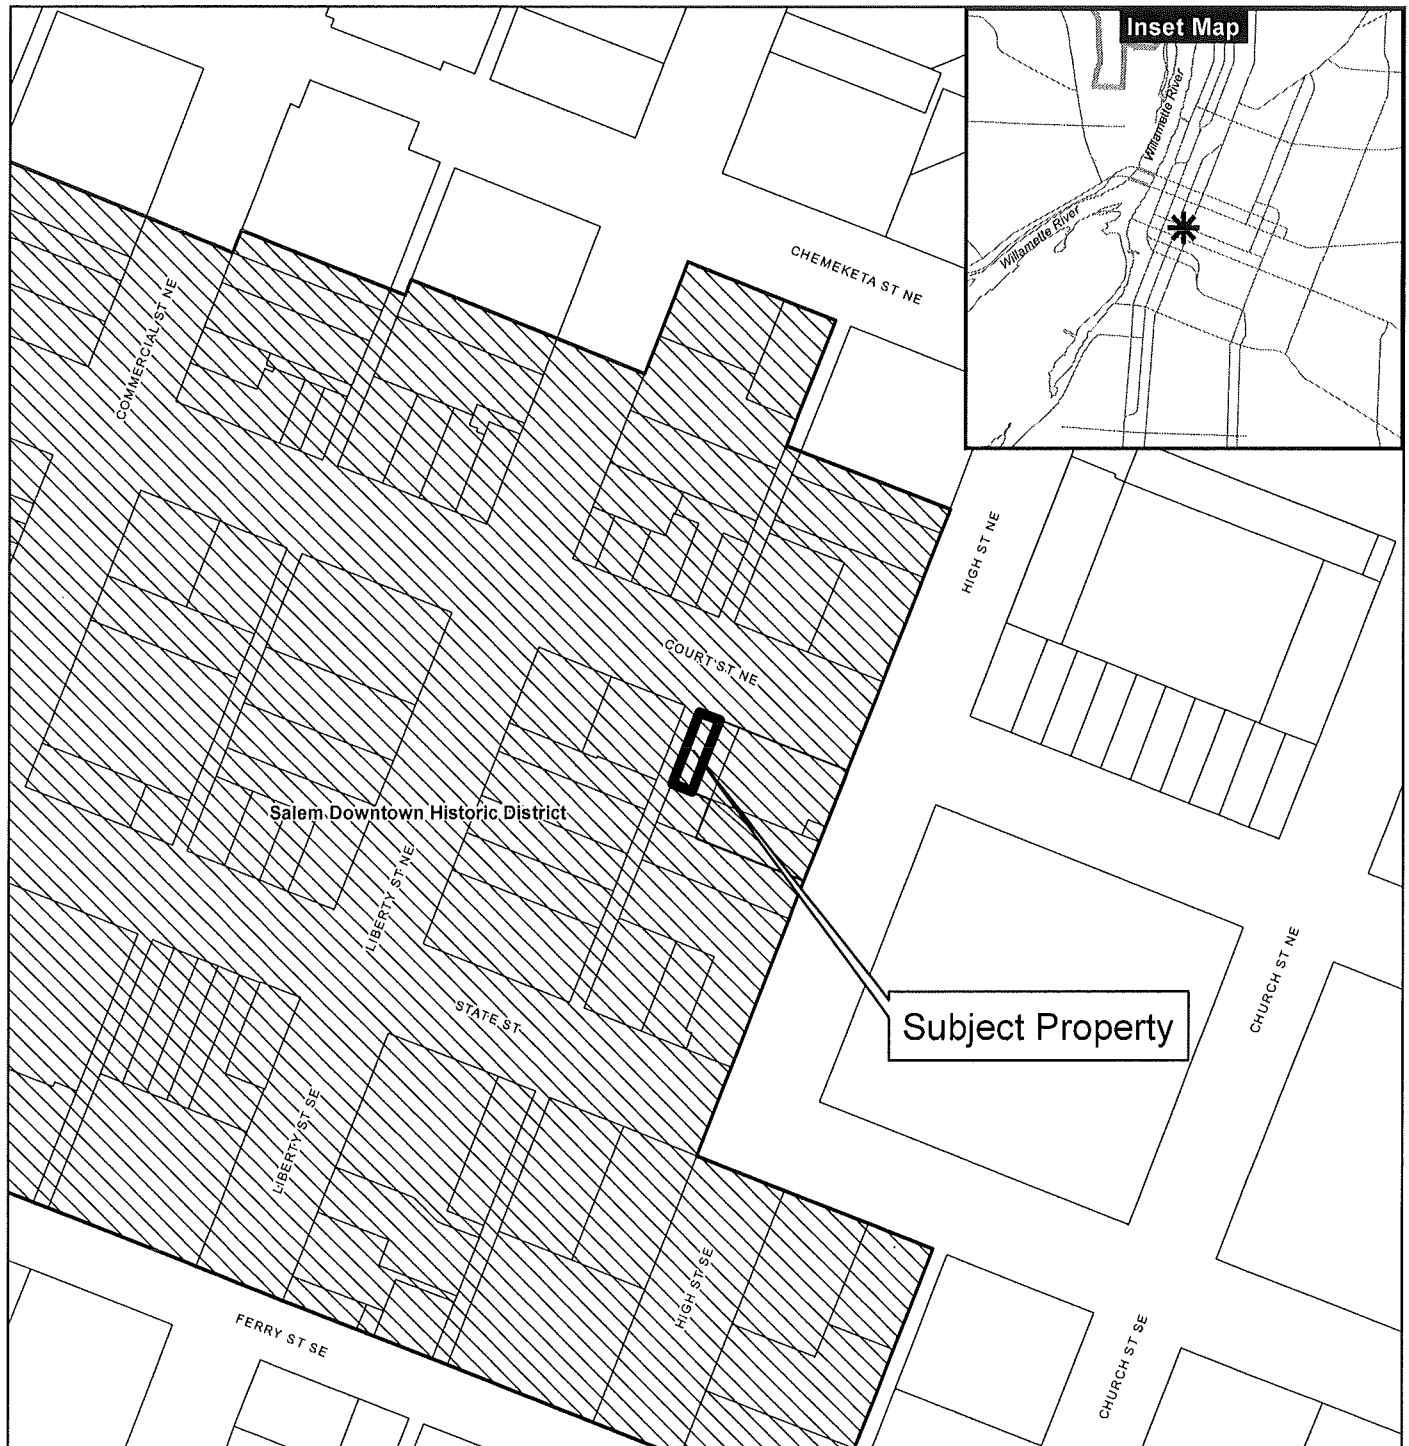 Inset Map
Willamette River
Willamette River
CHEMEKETA ST NE
COMMERCIAL ST NE
HIGH ST NE
COURT ST NE
Salem Downtown Historic District
LIBERTY ST NE
CHURCH ST NE
STATE ST
Subject Property
LIBERTY ST SE
HIGH ST SE
FERRY ST SE
CHURCH ST SE